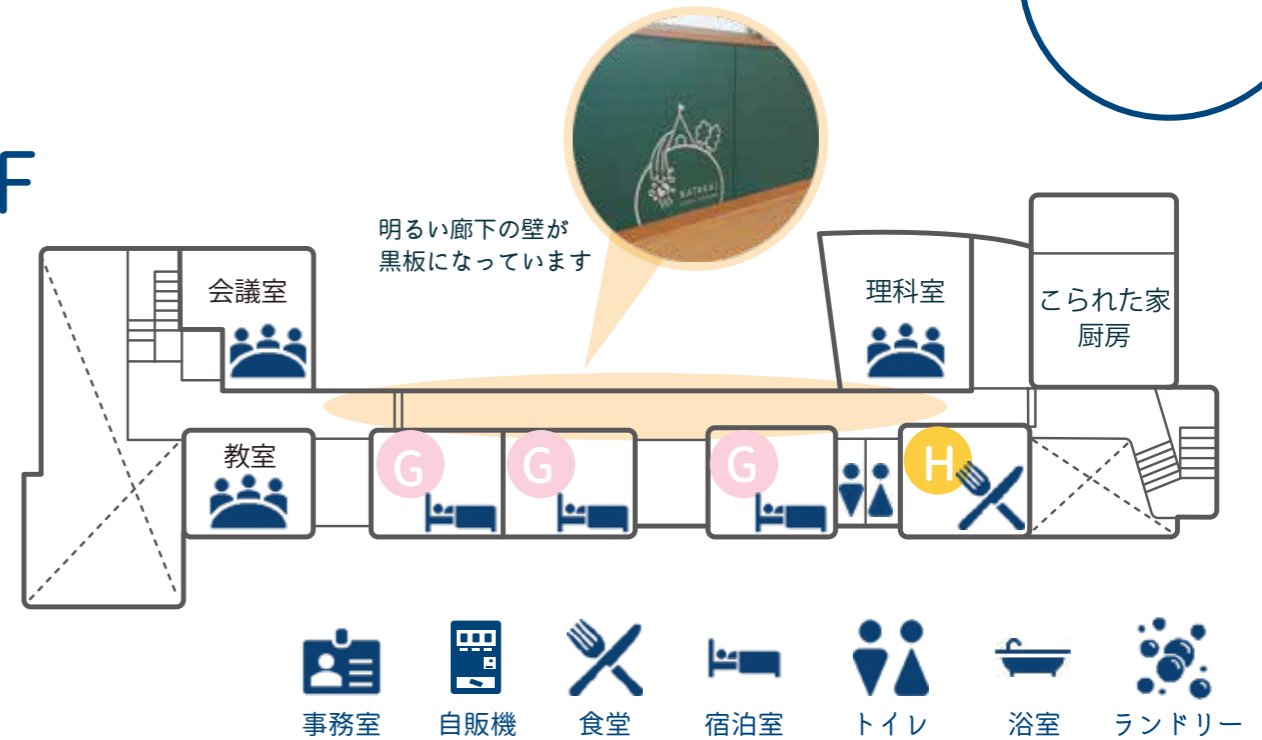 F
明るい廊下の壁が
黒板になっています
会議室
理科室
こられた家
厨房
教室
G
G
G
H
事務室
自販機
食堂
宿泊室
トイレ
浴室
ランドリー